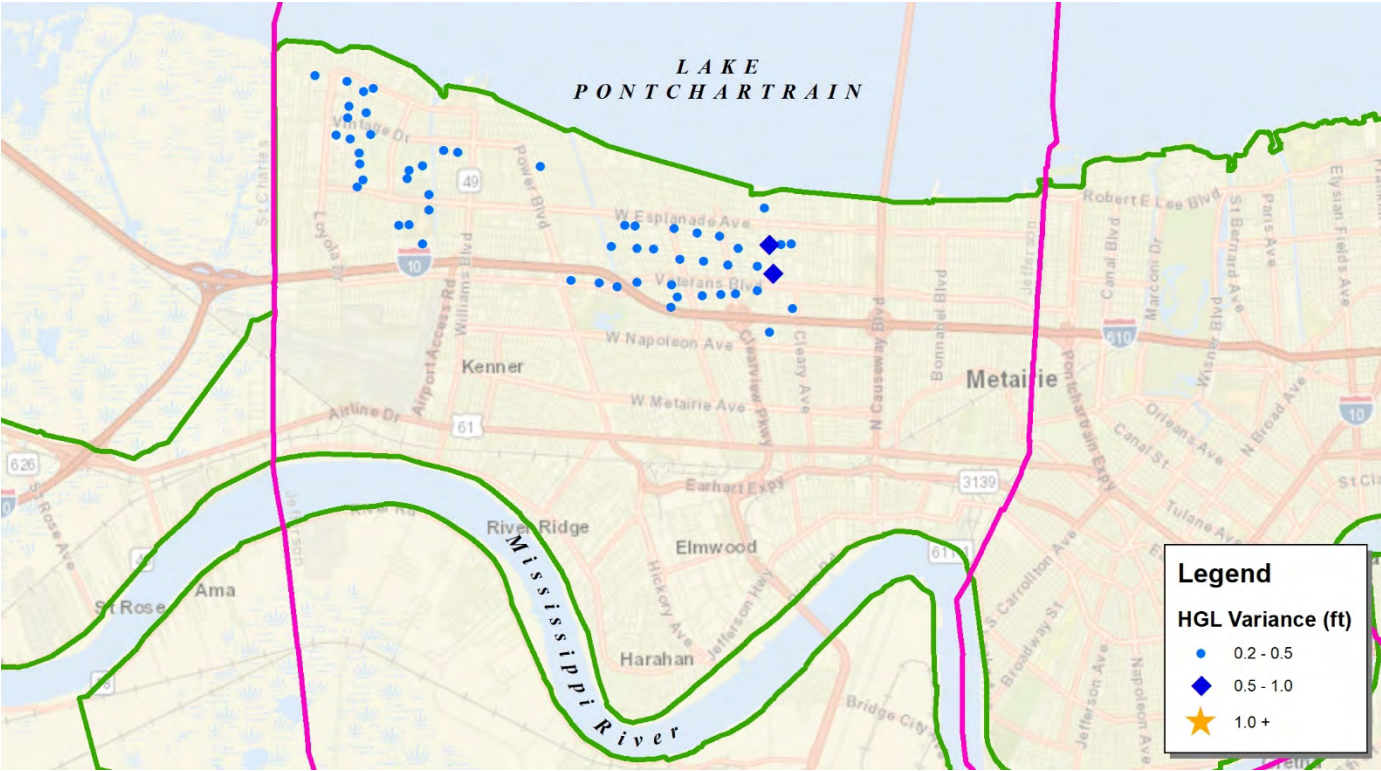 LAKE
PONTCHARTRAIN
St Charles
Vintage Dr
49
Power Blvd
Robert E Lee Blvd
Elysian Fields Ave
W Esplanade Ave
St Bernard Ave
Paris Ave
Loyola Dr
Williams Blvd
Jefferson
Canal Blvd
Marconi Dr
10
Veterans Blvd
Airport Access Rd
W Napoleon Ave
Clearview Pkwy
Cleary Ave
N Causeway Blvd
Bonnabel Blvd
610
Wisner Blvd
Kenner
Metairie
Pontchartrain Expy
W Metairie Ave
Airline Dr
61
Orleans Ave
N Broad Ave
10
Canal St
626
St Rose Ave
Earhart Expy
3139
Tulane Ave
Jefferson
River Rd
River Ridge
Elmwood
Mississippi River
Hickory Ave
Jefferson Hwy
S Carrollton Ave
Broadway St
Ama
St Rose
Harahan
Bridge City Ave
Jefferson Ave
Napoleon Ave
Legend
HGL Variance (ft)
0.2 - 0.5
0.5 - 1.0
1.0 +